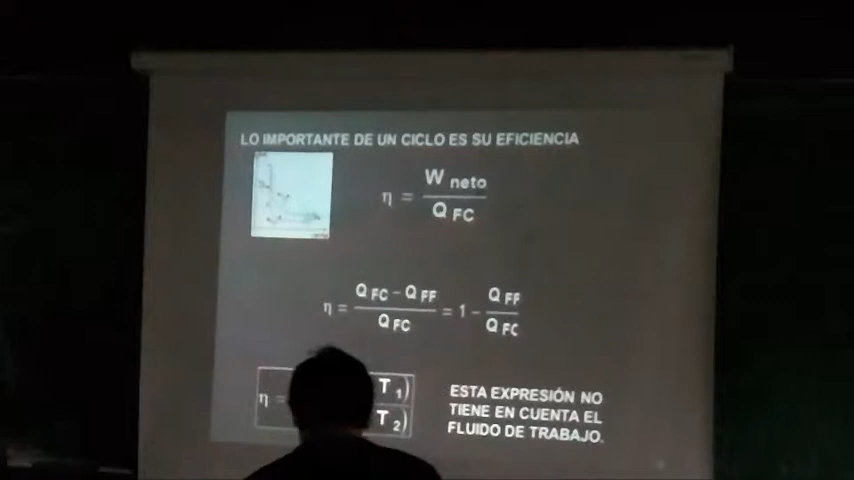 LO IMPORTANTE DE UN CICLO ES SU EFICIENCIA
η = W neto / Q FC
η = Q FC - Q FF / Q FC = 1 - Q FF / Q FC
η = T 1) / T 2)
ESTA EXPRESIÓN NO
TIENE EN CUENTA EL
FLUIDO DE TRABAJO.